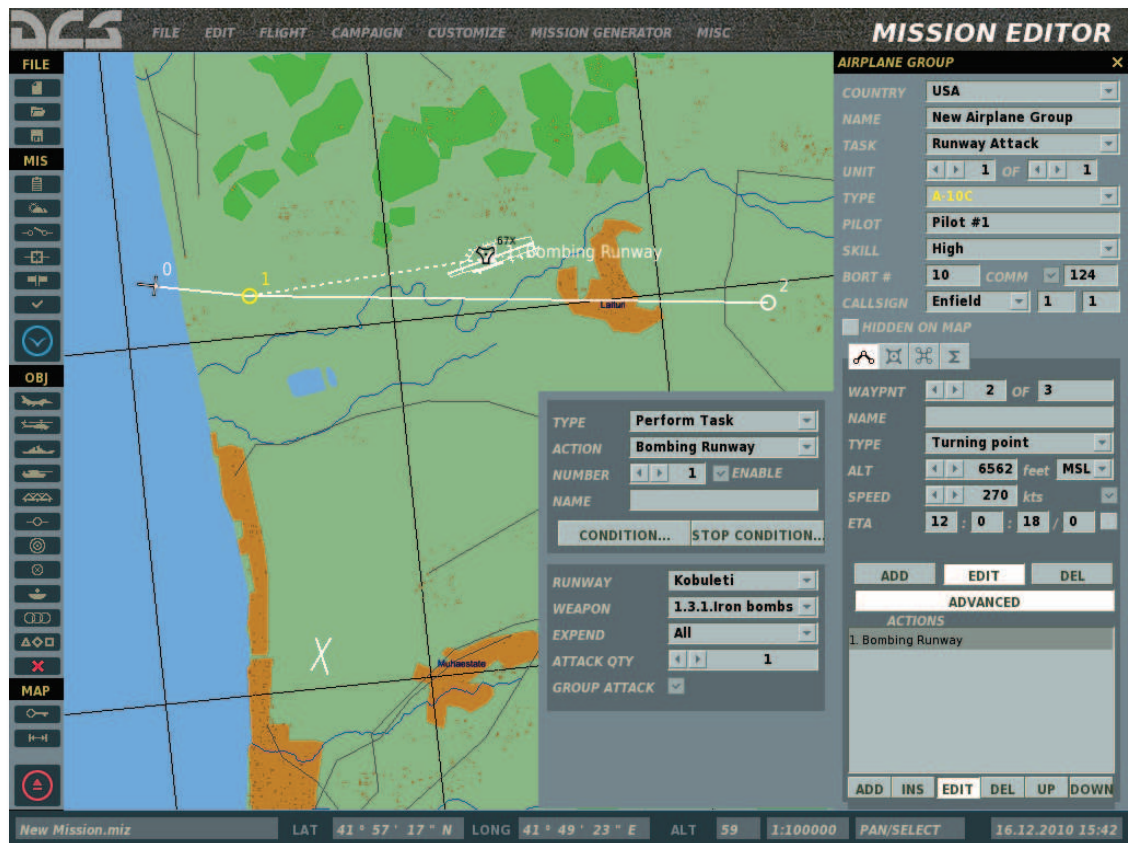 DCS FILE EDIT FLIGHT CAMPAIGN CUSTOMIZE MISSION GENERATOR MISC MISSION EDITOR
FILE
MIS
OBJ
MAP
0
1
2
67X
1. Bombing Runway
Laituri
Muhaestate
X
TYPE Perform Task
ACTION Bombing Runway
NUMBER 1 ENABLE
NAME
CONDITION... STOP CONDITION...
RUNWAY Kobuleti
WEAPON 1.3.1.Iron bombs
EXPEND All
ATTACK QTY 1
GROUP ATTACK
AIRPLANE GROUP X
COUNTRY USA
NAME New Airplane Group
TASK Runway Attack
UNIT 1 OF 1
TYPE A-10C
PILOT Pilot #1
SKILL High
BORT # 10 COMM 124
CALLSIGN Enfield 1 1
HIDDEN ON MAP
Σ
WAYPNT 2 OF 3
NAME
TYPE Turning point
ALT 6562 feet MSL
SPEED 270 kts
ETA 12 : 0 : 18 / 0
ADD EDIT DEL
ADVANCED
ACTIONS
1. Bombing Runway
ADD INS EDIT DEL UP DOWN
New Mission.miz LAT 41 ° 57 ' 17 " N LONG 41 ° 49 ' 23 " E ALT 59 1:100000 PAN/SELECT 16.12.2010 15:42